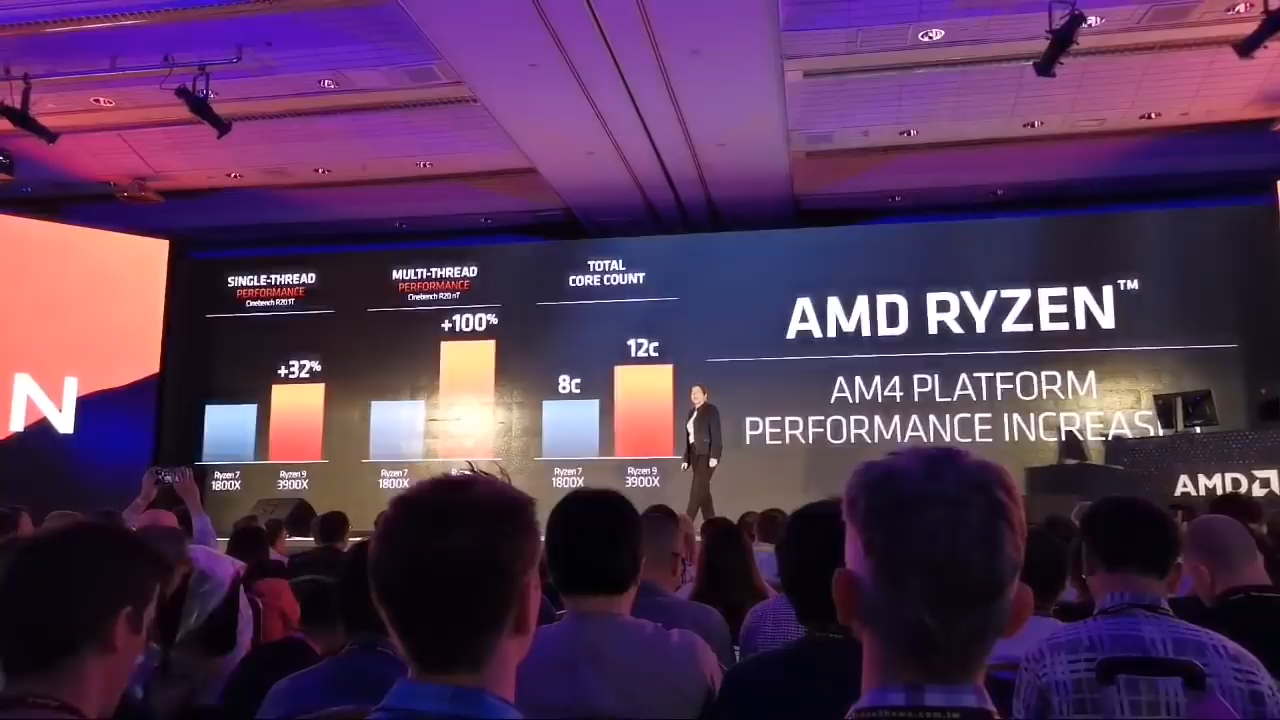 SINGLE-THREAD
PERFORMANCE
Cinebench R20 1T
+32%
Ryzen 7
1800X
Ryzen 9
3900X
MULTI-THREAD
PERFORMANCE
Cinebench R20 nT
+100%
Ryzen 7
1800X
TOTAL
CORE COUNT
8c
12c
Ryzen 7
1800X
Ryzen 9
3900X
AMD RYZEN™
AM4 PLATFORM
PERFORMANCE INCREAS
N
AMD